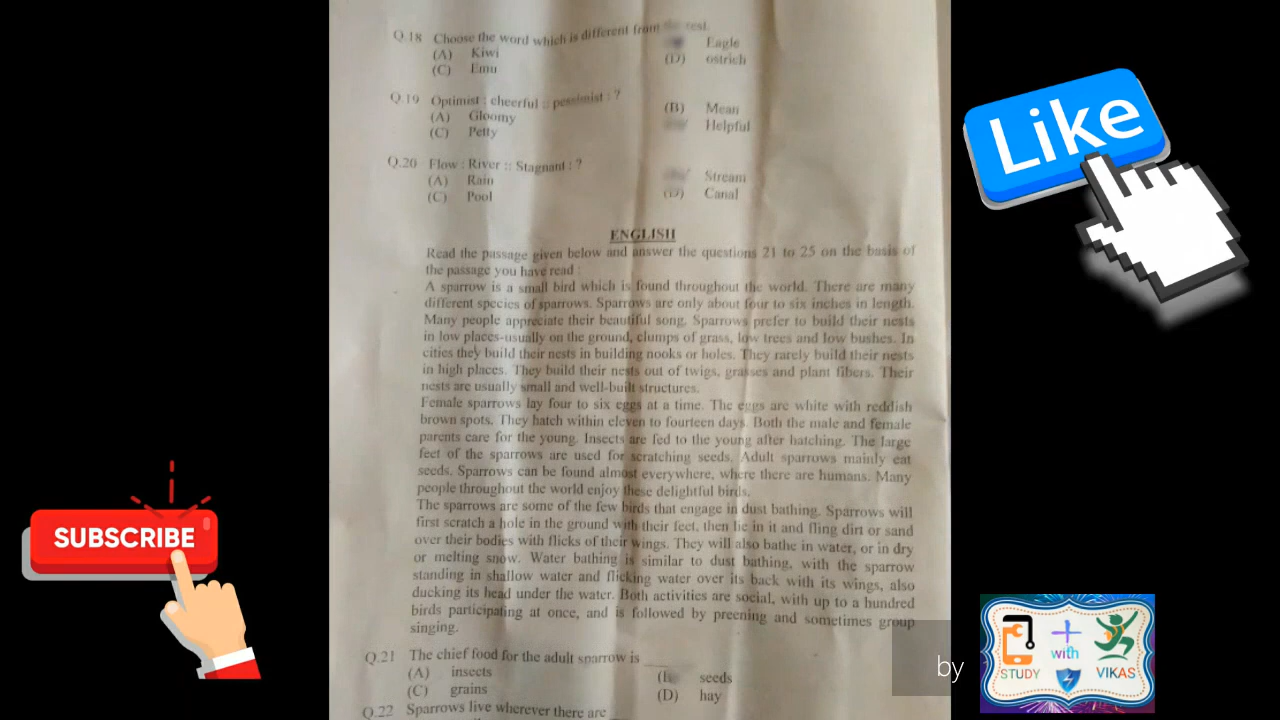 Q.18 Choose the word which is different from rest.
(A) Kiwi Eagle
(C) Emu (D) ostrich
Q.19 Optimist : cheerful :: pessimist : ?
(A) Gloomy (B) Mean
(C) Petty Helpful
Q.20 Flow : River :: Stagnant : ?
(A) Rain Stream
(C) Pool (D) Canal
ENGLISH
Read the passage given below and answer the questions 21 to 25 on the basis of
the passage you have read :
A sparrow is a small bird which is found throughout the world. There are many
different species of sparrows. Sparrows are only about four to six inches in length.
Many people appreciate their beautiful song. Sparrows prefer to build their nests
in low places-usually on the ground, clumps of grass, low trees and low bushes. In
cities they build their nests in building nooks or holes. They rarely build their nests
in high places. They build their nests out of twigs, grasses and plant fibers. Their
nests are usually small and well-built structures.
Female sparrows lay four to six eggs at a time. The eggs are white with reddish
brown spots. They hatch within eleven to fourteen days. Both the male and female
parents care for the young. Insects are fed to the young after hatching. The large
feet of the sparrows are used for scratching seeds. Adult sparrows mainly eat
seeds. Sparrows can be found almost everywhere, where there are humans. Many
people throughout the world enjoy these delightful birds.
The sparrows are some of the few birds that engage in dust bathing. Sparrows will
first scratch a hole in the ground with their feet, then lie in it and fling dirt or sand
over their bodies with flicks of their wings. They will also bathe in water, or in dry
or melting snow. Water bathing is similar to dust bathing, with the sparrow
standing in shallow water and flicking water over its back with its wings, also
ducking its head under the water. Both activities are social, with up to a hundred
birds participating at once, and is followed by preening and sometimes group
singing.
Q.21 The chief food for the adult sparrow is ______
(A) insects seeds
(C) grains (D) hay
Q.22 Sparrows live wherever there are
Like
SUBSCRIBE
by
STUDY with VIKAS